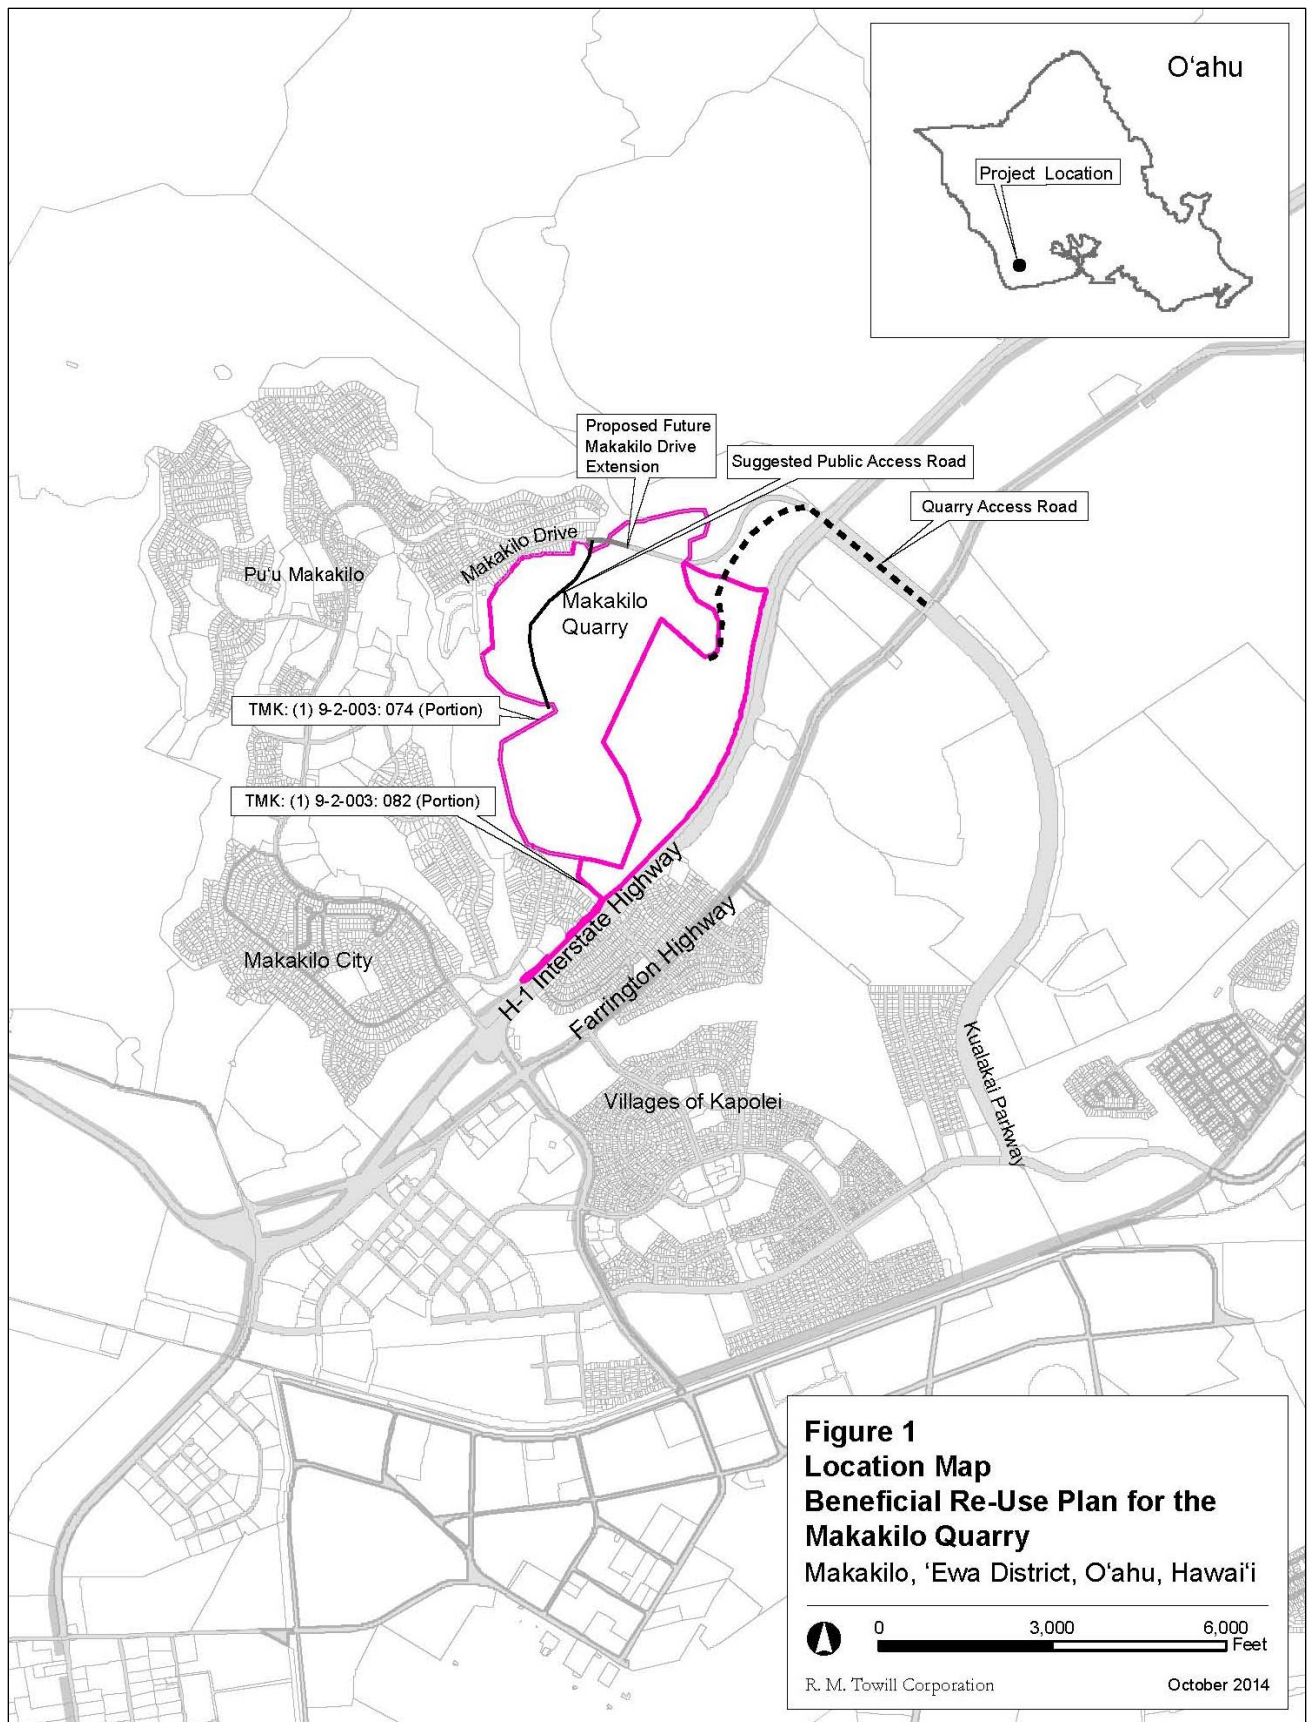 O‘ahu
Project Location
Proposed Future
Makakilo Drive
Extension
Suggested Public Access Road
Quarry Access Road
Makakilo Drive
Pu‘u Makakilo
Makakilo
Quarry
TMK: (1) 9-2-003: 074 (Portion)
TMK: (1) 9-2-003: 082 (Portion)
H-1 Interstate Highway
Farrington Highway
Makakilo City
Kualakai Parkway
Villages of Kapolei
Figure 1
Location Map
Beneficial Re-Use Plan for the
Makakilo Quarry
Makakilo, ‘Ewa District, O‘ahu, Hawai‘i
0 3,000 6,000
Feet
R. M. Towill Corporation October 2014